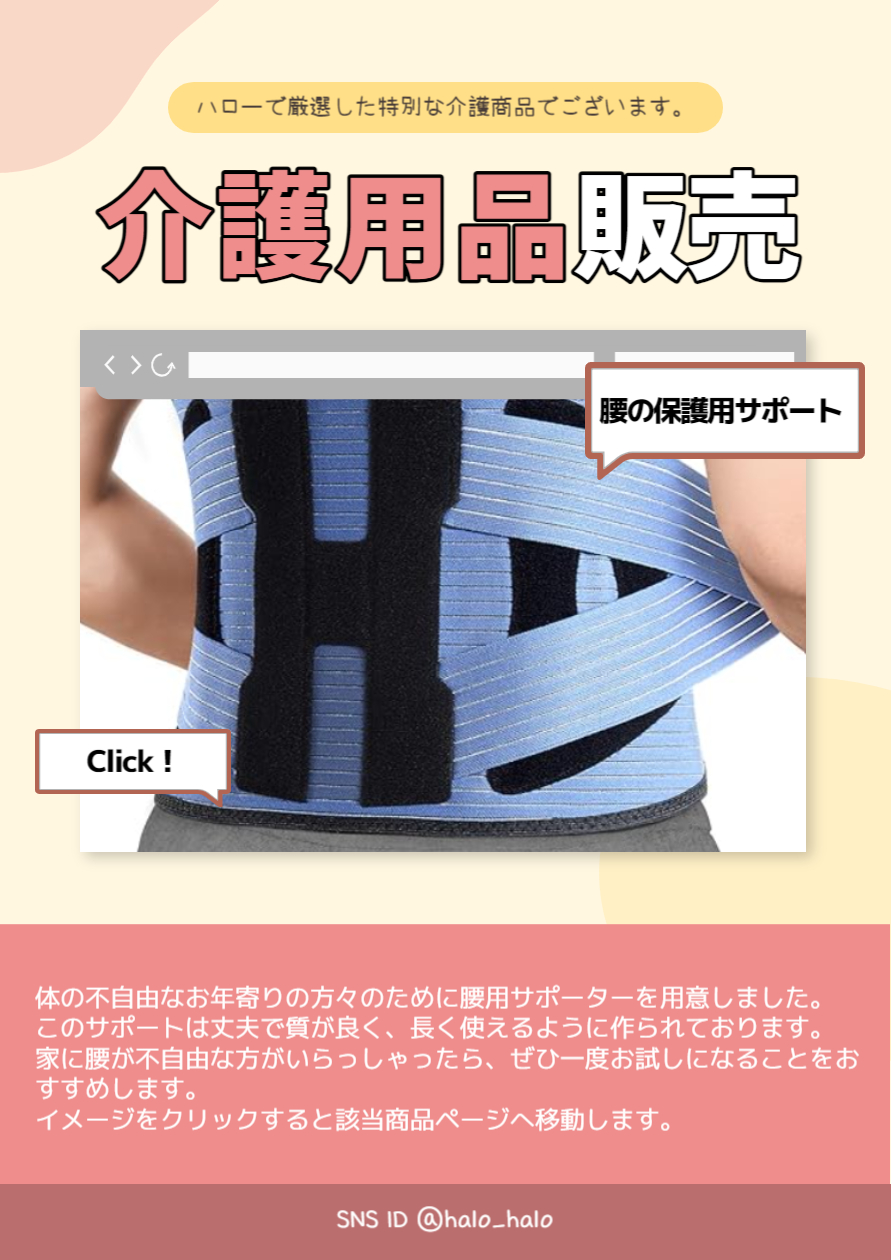 ハローで厳選した特別な介護商品でございます。
介護用品販売
腰の保護用サポート
Click！
体の不自由なお年寄りの方々のために腰用サポーターを用意しました。
このサポートは丈夫で質が良く、長く使えるように作られております。
家に腰が不自由な方がいらっしゃったら、ぜひ一度お試しになることをお
すすめします。
イメージをクリックすると該当商品ページへ移動します。
SNS ID @halo_halo